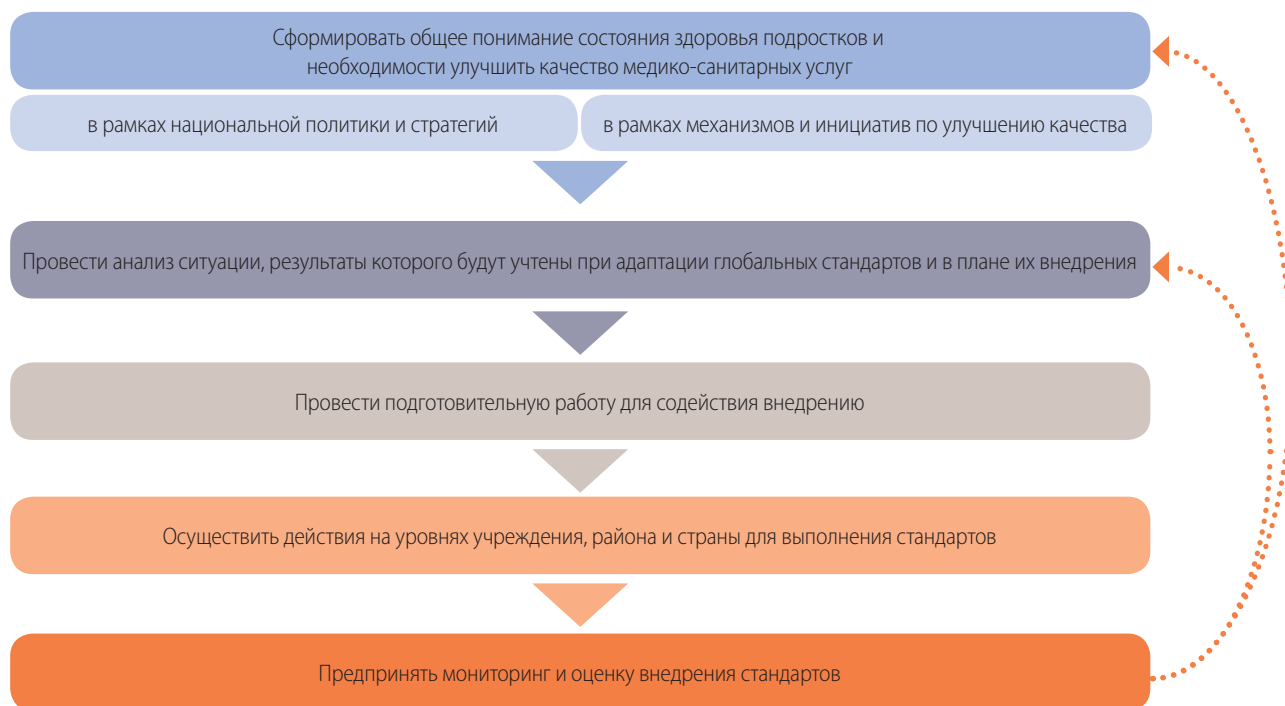 Сформировать общее понимание состояния здоровья подростков и
необходимости улучшить качество медико-санитарных услуг
в рамках национальной политики и стратегий
в рамках механизмов и инициатив по улучшению качества
Провести анализ ситуации, результаты которого будут учтены при адаптации глобальных стандартов и в плане их внедрения
Провести подготовительную работу для содействия внедрению
Осуществить действия на уровнях учреждения, района и страны для выполнения стандартов
Предпринять мониторинг и оценку внедрения стандартов